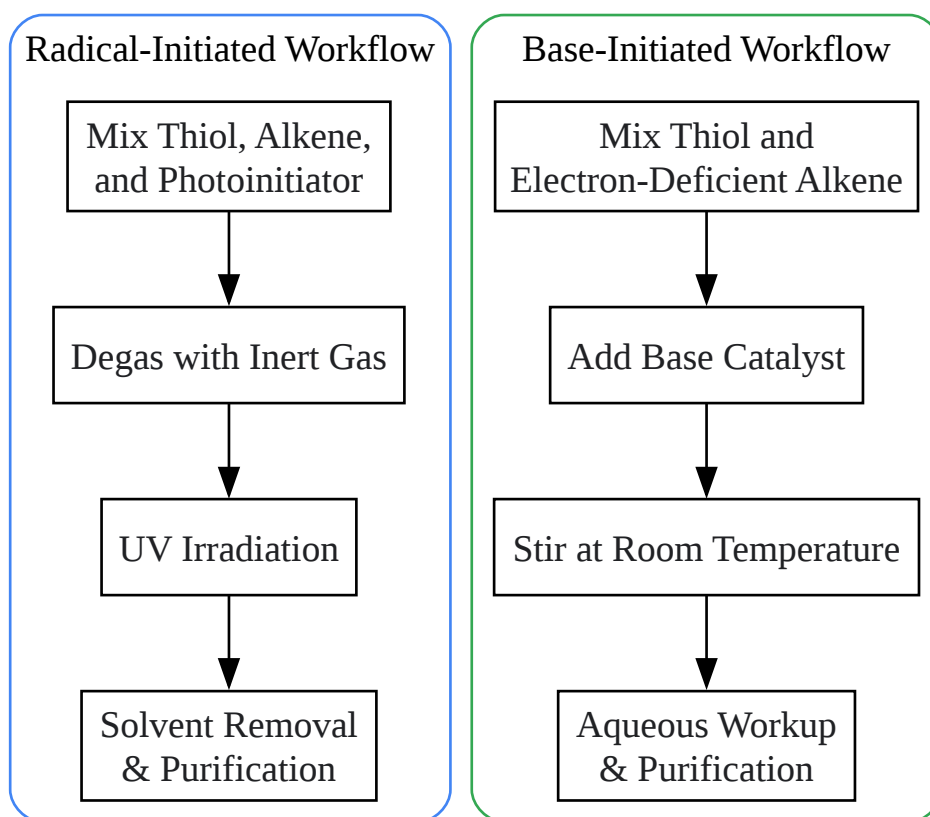 Radical-Initiated Workflow
Mix Thiol, Alkene,
and Photoinitiator
Degas with Inert Gas
UV Irradiation
Solvent Removal
& Purification
Base-Initiated Workflow
Mix Thiol and
Electron-Deficient Alkene
Add Base Catalyst
Stir at Room Temperature
Aqueous Workup
& Purification